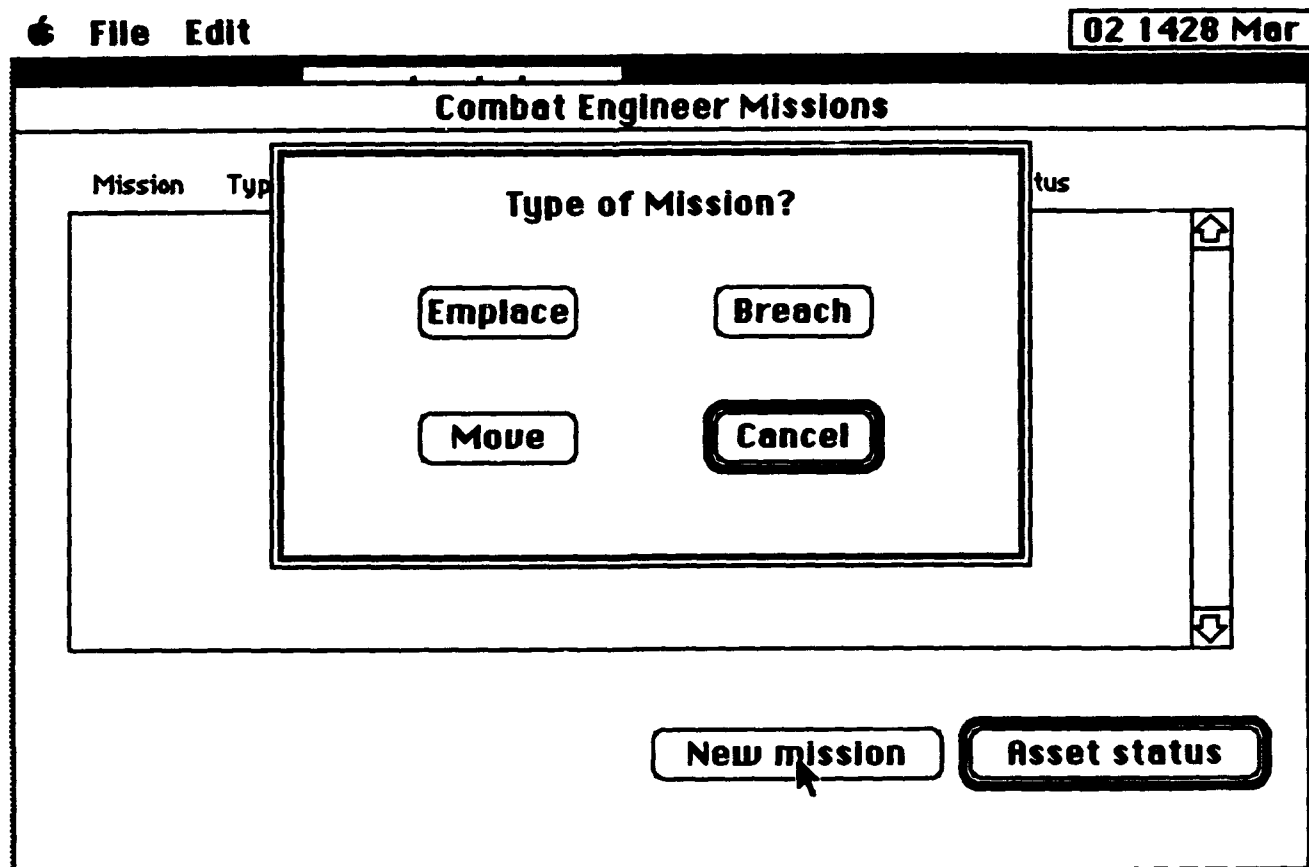 File Edit 02 1428 Mar
Combat Engineer Missions
Mission Typ tus
Type of Mission?
Emplace Breach
Move Cancel
New mission Asset status